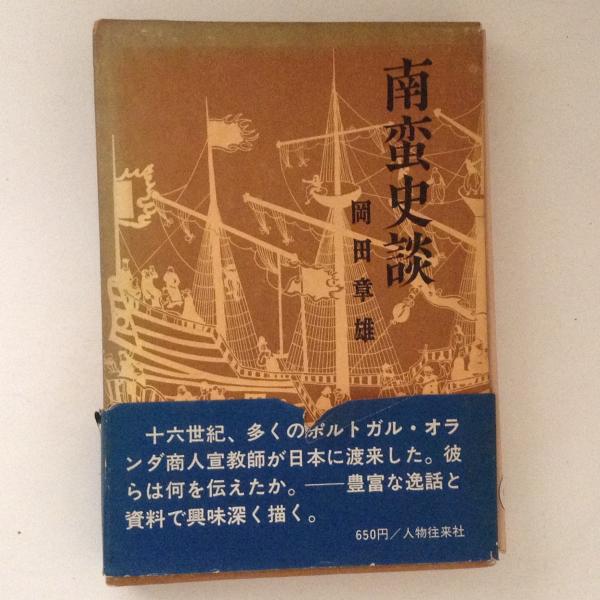 南蛮史談
岡田章雄
十六世紀、多くのポルトガル・オラ
ンダ商人宣教師が日本に渡来した。彼
らは何を伝えたか。――豊富な逸話と
資料で興味深く描く。
650円/人物往来社